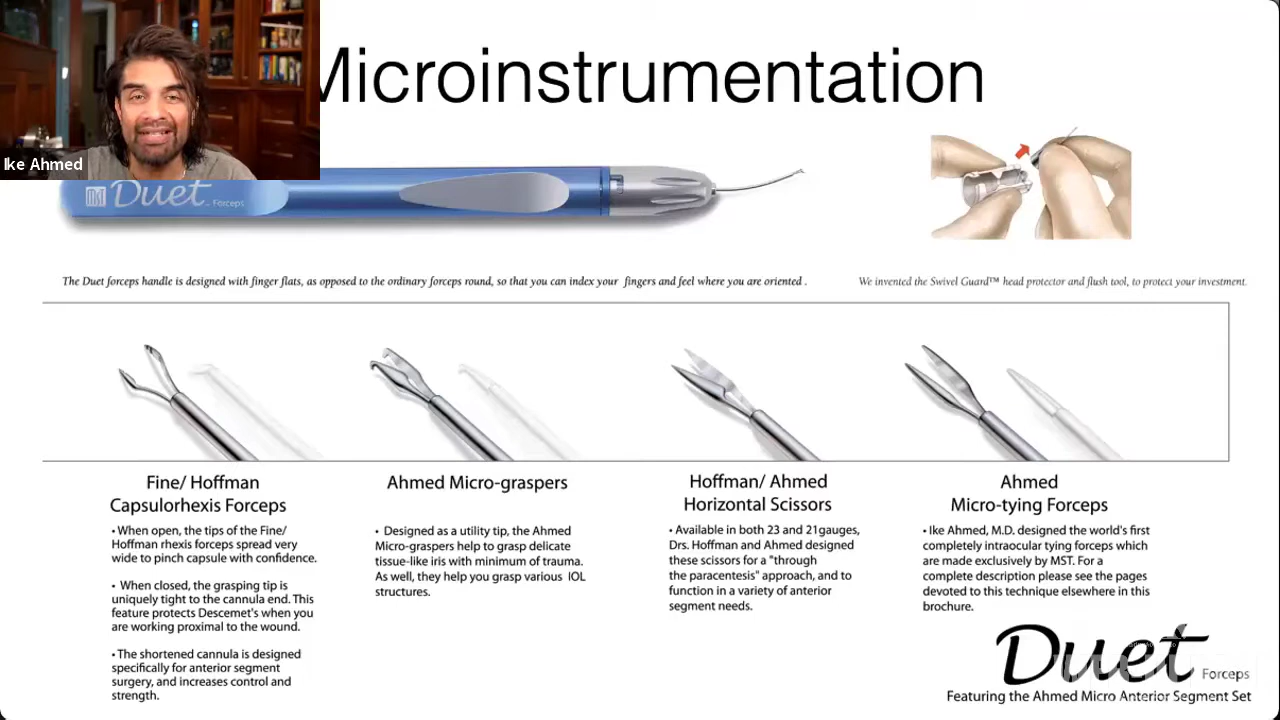 Microinstrumentation
Ike Ahmed
MST Duet™ Forceps
The Duet forceps handle is designed with finger flats, as opposed to the ordinary forceps round, so that you can index your fingers and feel where you are oriented .
We invented the Swivel Guard™ head protector and flush tool, to protect your investment.
Fine/ Hoffman
Capsulorhexis Forceps
• When open, the tips of the Fine/
Hoffman rhexis forceps spread very
wide to pinch capsule with confidence.
• When closed, the grasping tip is
uniquely tight to the cannula end. This
feature protects Descemet's when you
are working proximal to the wound.
• The shortened cannula is designed
specifically for anterior segment
surgery, and increases control and
strength.
Ahmed Micro-graspers
• Designed as a utility tip, the Ahmed
Micro-graspers help to grasp delicate
tissue-like iris with minimum of trauma.
As well, they help you grasp various IOL
structures.
Hoffman/ Ahmed
Horizontal Scissors
• Available in both 23 and 21gauges,
Drs. Hoffman and Ahmed designed
these scissors for a "through
the paracentesis" approach, and to
function in a variety of anterior
segment needs.
Ahmed
Micro-tying Forceps
• Ike Ahmed, M.D. designed the world's first
completely intraocular tying forceps which
are made exclusively by MST. For a
complete description please see the pages
devoted to this technique elsewhere in this
brochure.
Duet Forceps
Featuring the Ahmed Micro Anterior Segment Set